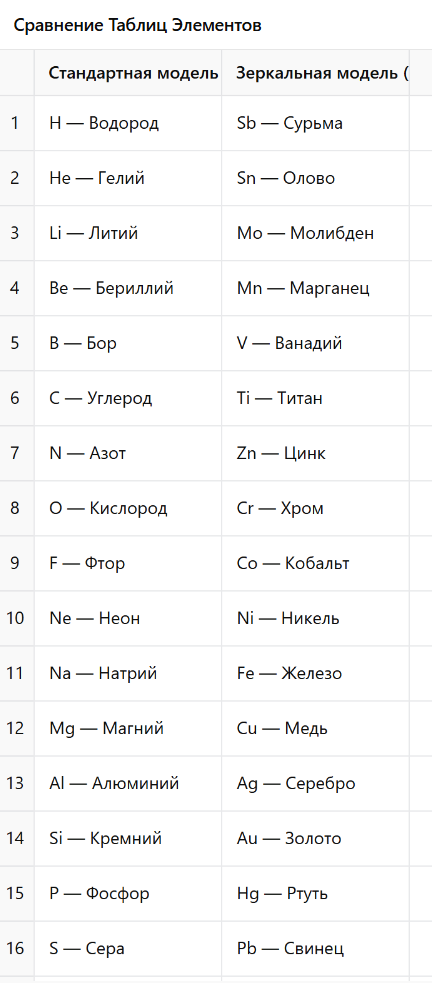 Сравнение Таблиц Элементов
Стандартная модель Зеркальная модель (
1 H — Водород Sb — Сурьма
2 He — Гелий Sn — Олово
3 Li — Литий Mo — Молибден
4 Be — Бериллий Mn — Марганец
5 B — Бор V — Ванадий
6 C — Углерод Ti — Титан
7 N — Азот Zn — Цинк
8 O — Кислород Cr — Хром
9 F — Фтор Co — Кобальт
10 Ne — Неон Ni — Никель
11 Na — Натрий Fe — Железо
12 Mg — Магний Cu — Медь
13 Al — Алюминий Ag — Серебро
14 Si — Кремний Au — Золото
15 P — Фосфор Hg — Ртуть
16 S — Сера Pb — Свинец